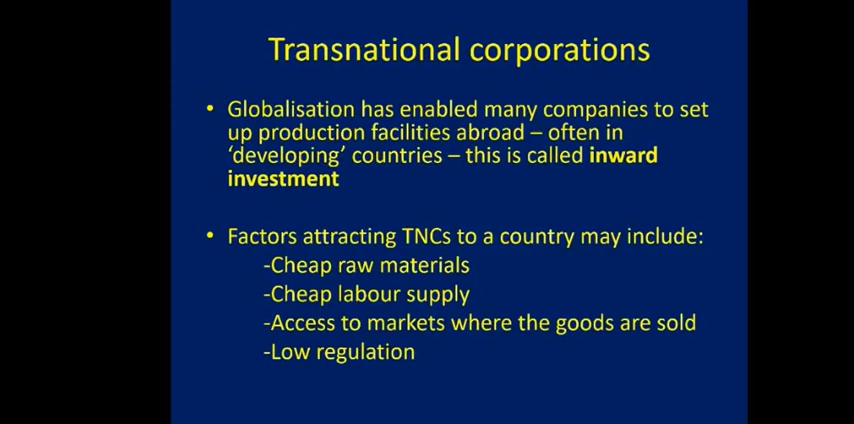 Transnational corporations
• Globalisation has enabled many companies to set
up production facilities abroad – often in
‘developing’ countries – this is called inward
investment
• Factors attracting TNCs to a country may include:
-Cheap raw materials
-Cheap labour supply
-Access to markets where the goods are sold
-Low regulation